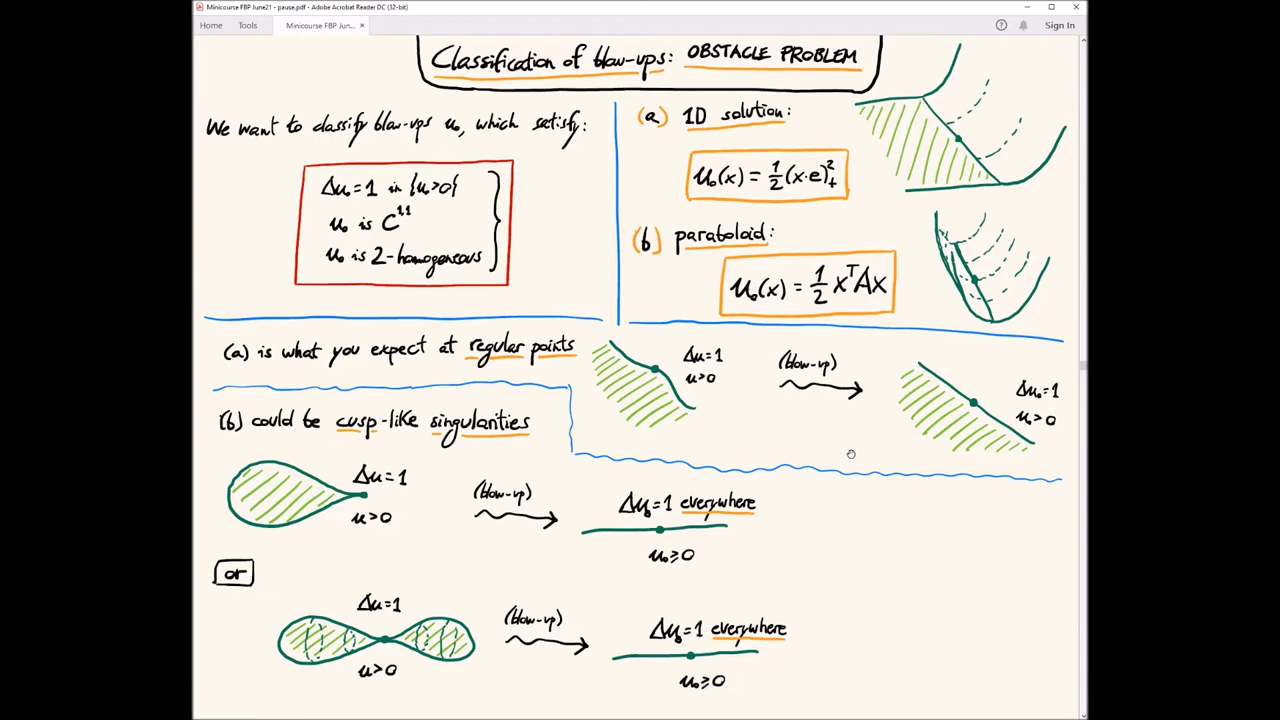 Minicourse FBP June21 - pause.pdf - Adobe Acrobat Reader DC (32-bit)
Home Tools Minicourse FBP Jun... × Sign In
Classification of blow-ups: OBSTACLE PROBLEM
We want to classify blow-ups u₀, which satisfy:
Δu₀=1 in {u>0}
u₀ is C^{1,1}
u₀ is 2-homogeneous
(a) 1D solution:
u₀(x) = 1/2 (x·e)₊²
(b) paraboloid:
u₀(x) = 1/2 xᵀAx
(a) is what you expect at regular points
Δu=1
u>0
(blow-up)
Δu₀=1
u₀>0
(b) could be cusp-like singularities
Δu=1
u>0
(blow-up)
Δu₀=1 everywhere
u₀≥0
or
Δu=1
u>0
(blow-up)
Δu₀=1 everywhere
u₀≥0